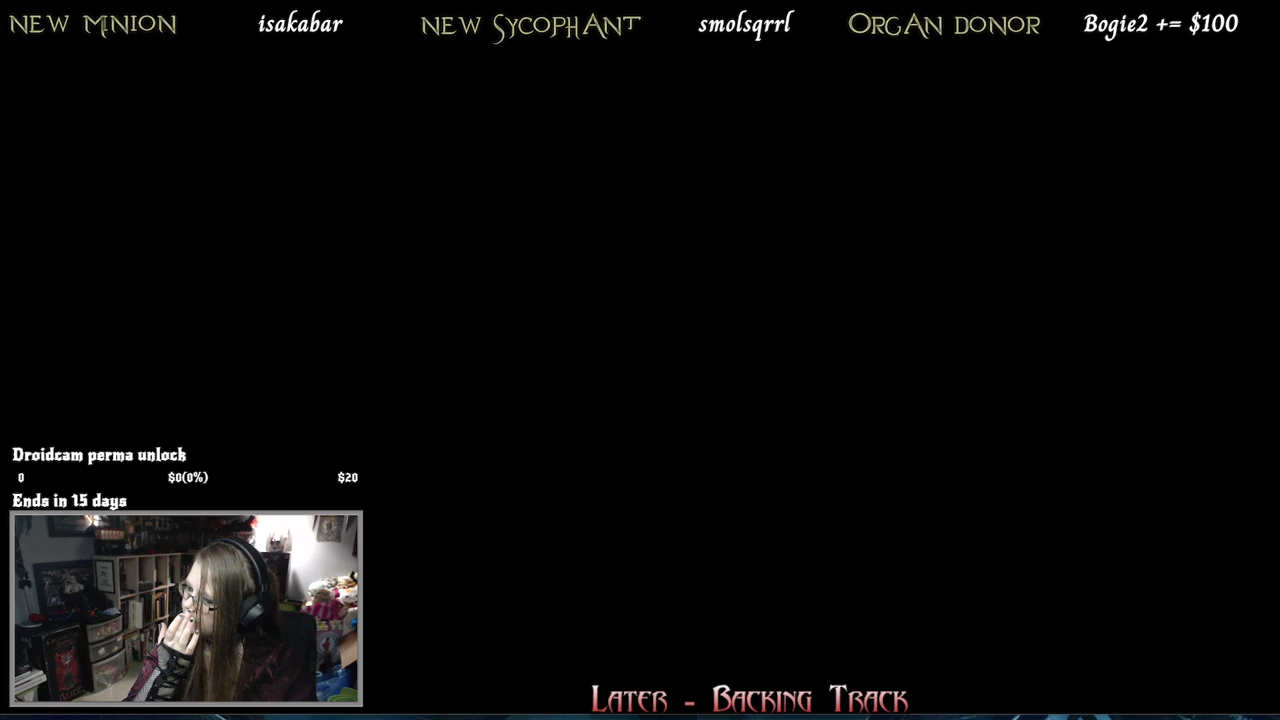 NEW MINION isakabar NEW SYCOPHANT smolsqrrl ORGAN DONOR Bogie2 += $100
Droidcam perma unlock
0 $0(0%) $20
Ends in 15 days
LATER - BACKING TRACK